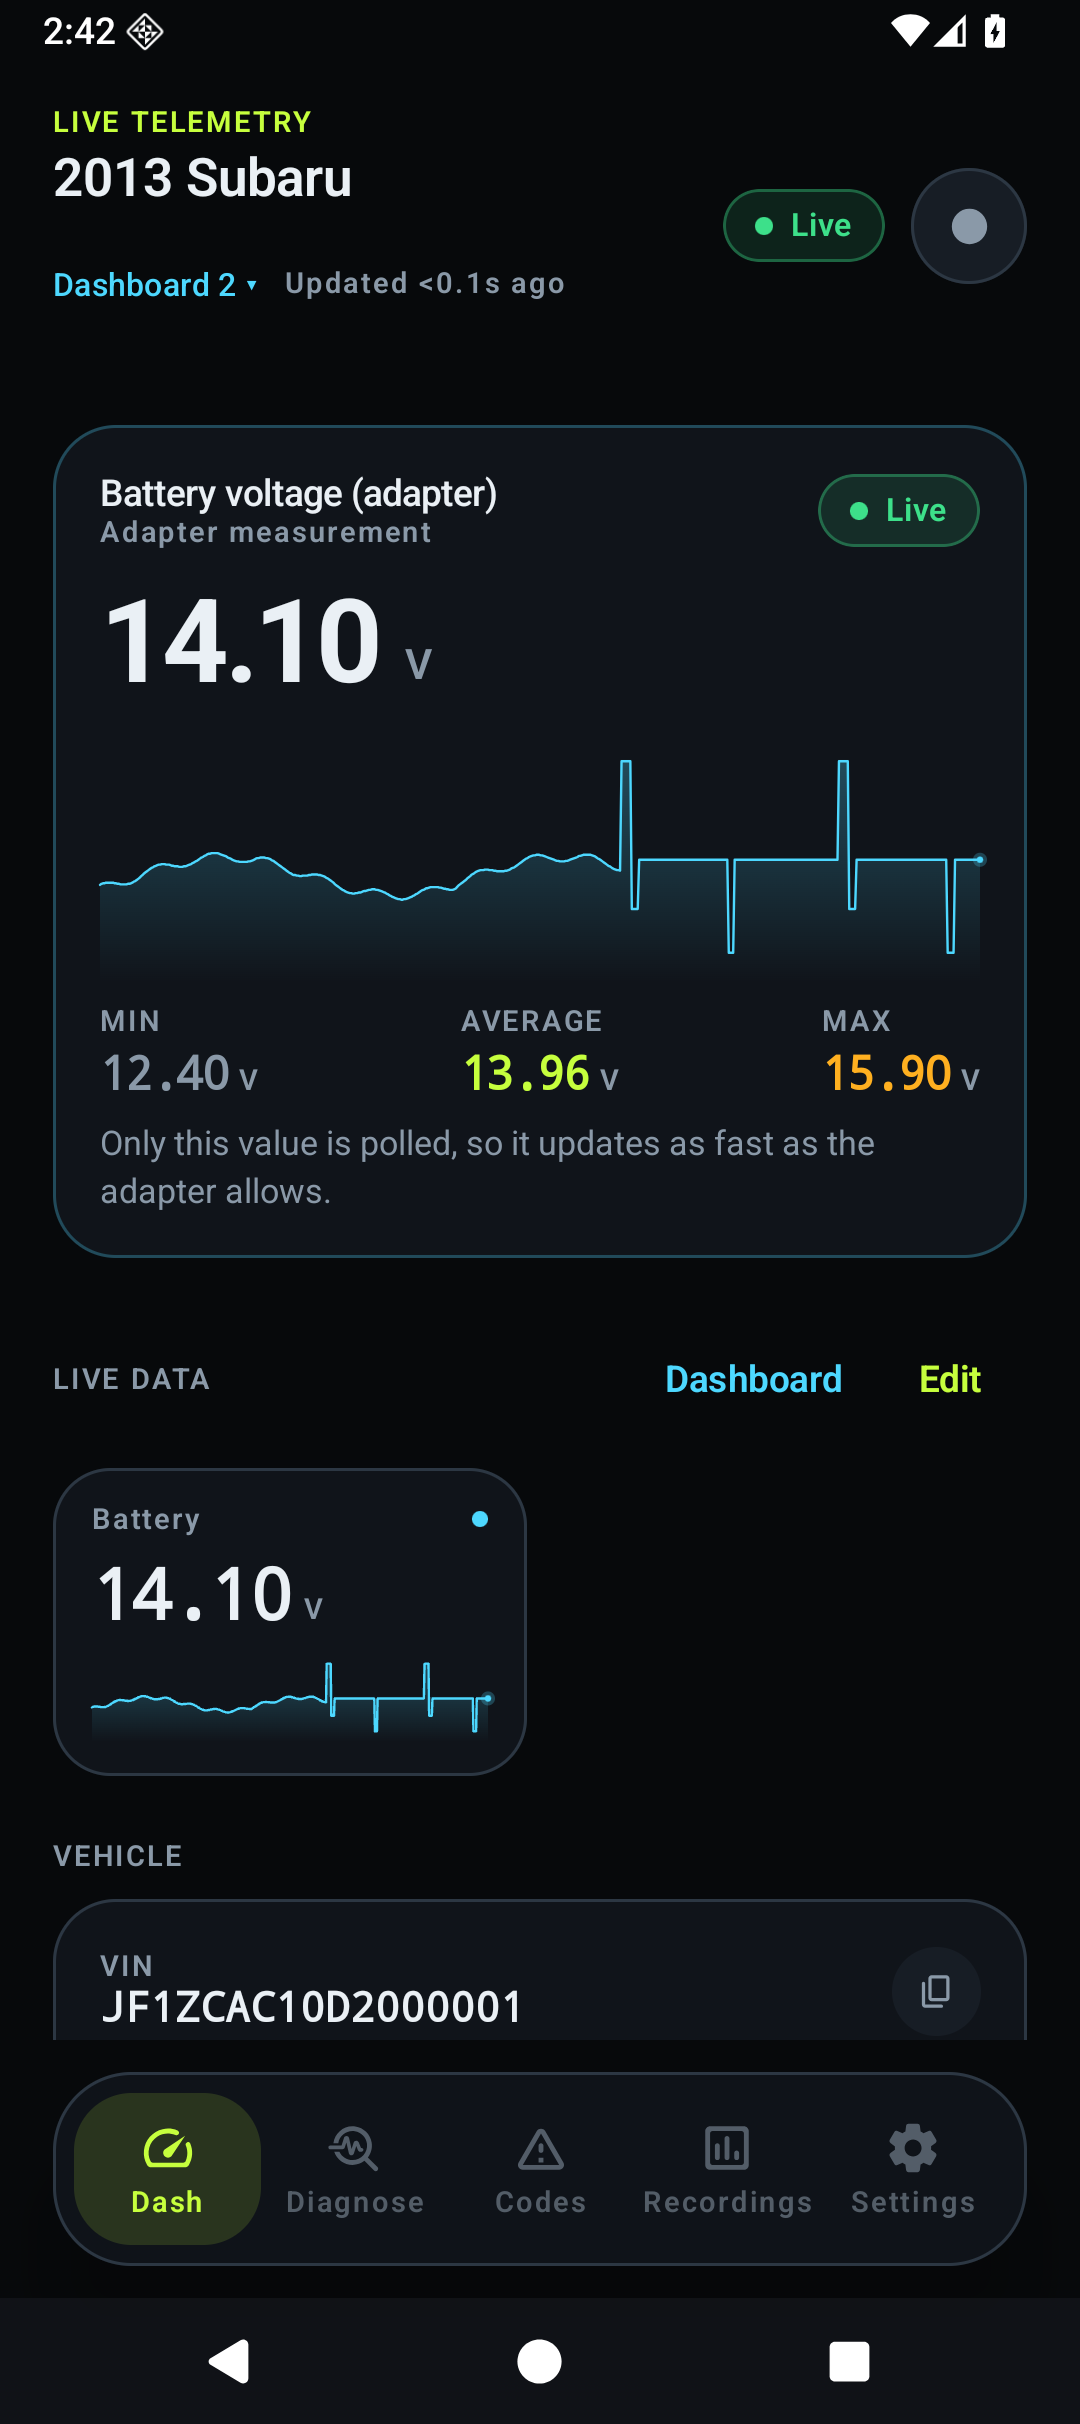 2:42
LIVE TELEMETRY
2013 Subaru
Live
Dashboard 2 ▾ Updated <0.1s ago
Battery voltage (adapter)
Adapter measurement
Live
14.10 V
MIN AVERAGE MAX
12.40 V 13.96 V 15.90 V
Only this value is polled, so it updates as fast as the
adapter allows.
LIVE DATA Dashboard Edit
Battery
14.10 V
VEHICLE
VIN
JF1ZCAC10D2000001
Dash Diagnose Codes Recordings Settings